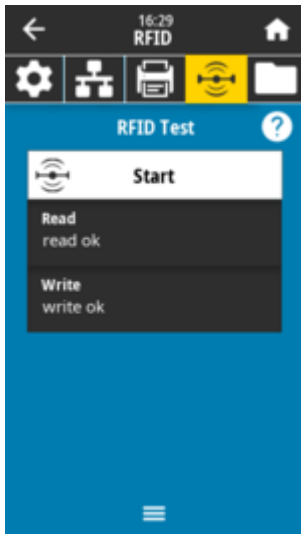 16:29
RFID
RFID Test
?
Start
Read
read ok
Write
write ok